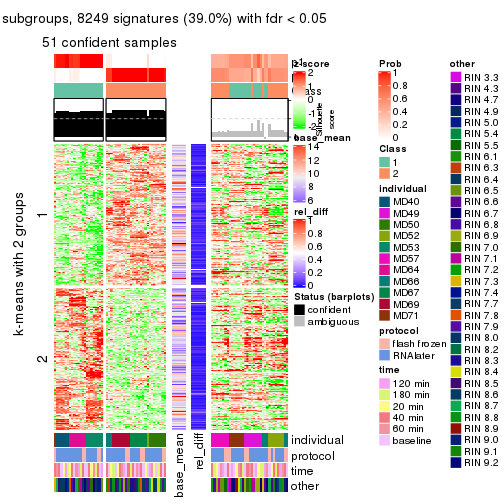 subgroups, 8249 signatures (39.0%) with fdr < 0.05
51 confident samples
k-means with 2 groups
1
2
base_mean
rel_diff
individual
protocol
time
other
z-score
2
1
0
-1
-2
Silhouette
score
base_mean
14
12
10
8
6
rel_diff
1
0.8
0.6
0.4
0.2
0
Status (barplots)
confident
ambiguous
Prob
1
0.8
0.6
0.4
0.2
0
Class
1
2
individual
MD40
MD49
MD50
MD52
MD53
MD57
MD64
MD66
MD67
MD69
MD71
protocol
flash frozen
RNAlater
time
120 min
180 min
20 min
40 min
60 min
baseline
other
RIN 3.3
RIN 4.3
RIN 4.7
RIN 4.9
RIN 5.0
RIN 5.4
RIN 5.5
RIN 6.1
RIN 6.3
RIN 6.4
RIN 6.5
RIN 6.6
RIN 6.7
RIN 6.8
RIN 6.9
RIN 7.0
RIN 7.1
RIN 7.2
RIN 7.3
RIN 7.4
RIN 7.7
RIN 7.8
RIN 7.9
RIN 8.0
RIN 8.2
RIN 8.3
RIN 8.4
RIN 8.5
RIN 8.6
RIN 8.7
RIN 8.8
RIN 8.9
RIN 9.0
RIN 9.1
RIN 9.2